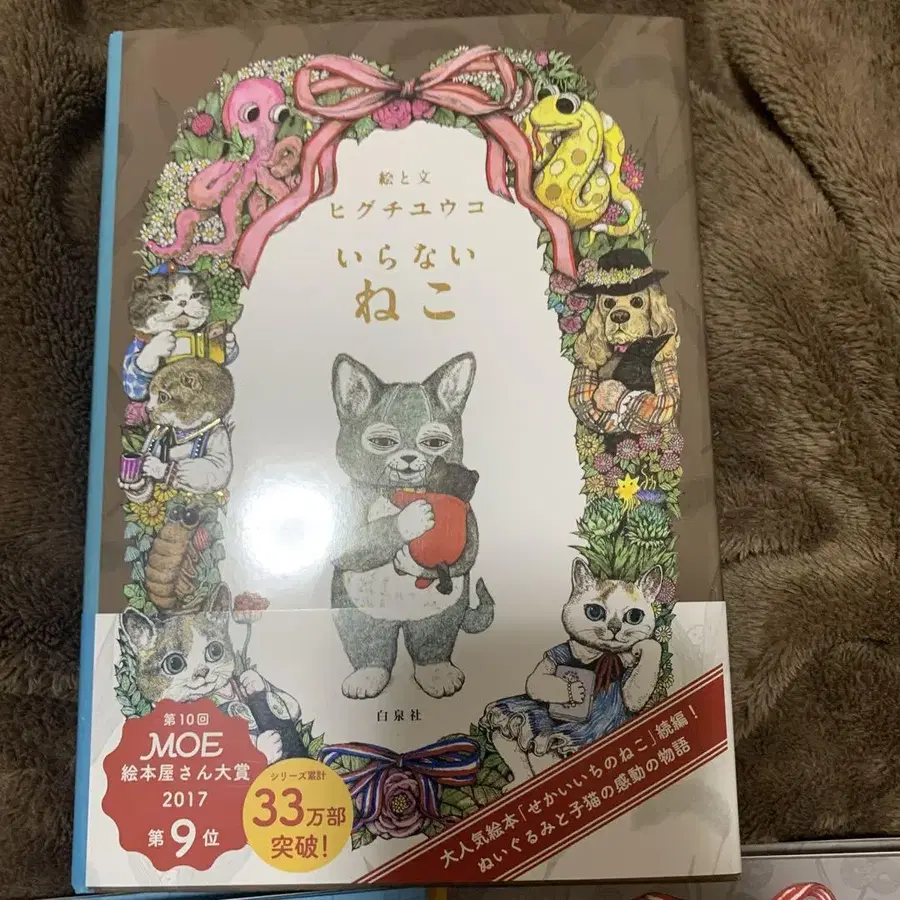 絵と文
ヒグチユウコ
いらない
ねこ
白泉社
第10回
MOE
絵本屋さん大賞
2017
第9位
シリーズ累計
33万部
突破!
大人気絵本「せかいいちのねこ」続編!
ぬいぐるみと子猫の感動の物語